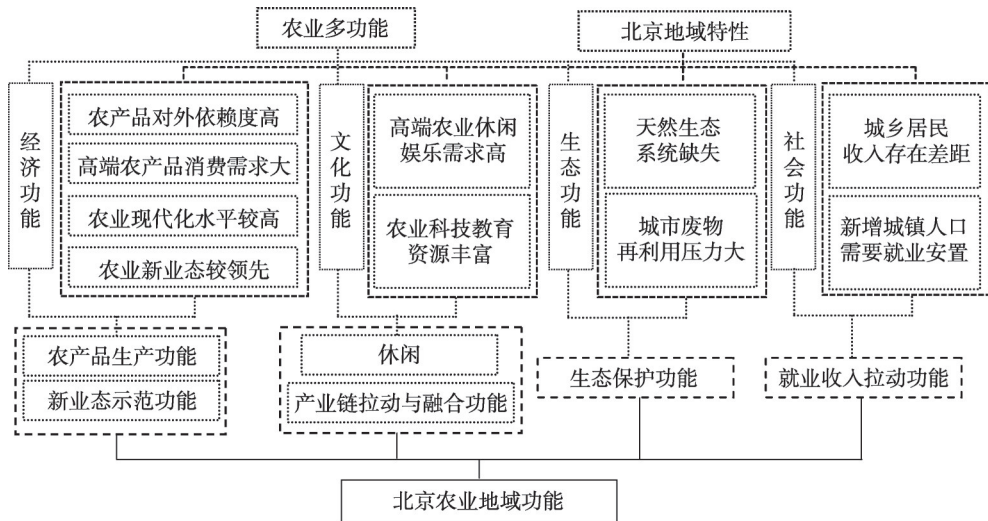 农业多功能
北京地域特性
经济功能
农产品对外依赖度高
高端农产品消费需求大
农业现代化水平较高
农业新业态较领先
文化功能
高端农业休闲
娱乐需求高
农业科技教育
资源丰富
生态功能
天然生态
系统缺失
城市废物
再利用压力大
社会功能
城乡居民
收入存在差距
新增城镇人口
需要就业安置
农产品生产功能
新业态示范功能
休闲
产业链拉动与融合功能
生态保护功能
就业收入拉动功能
北京农业地域功能